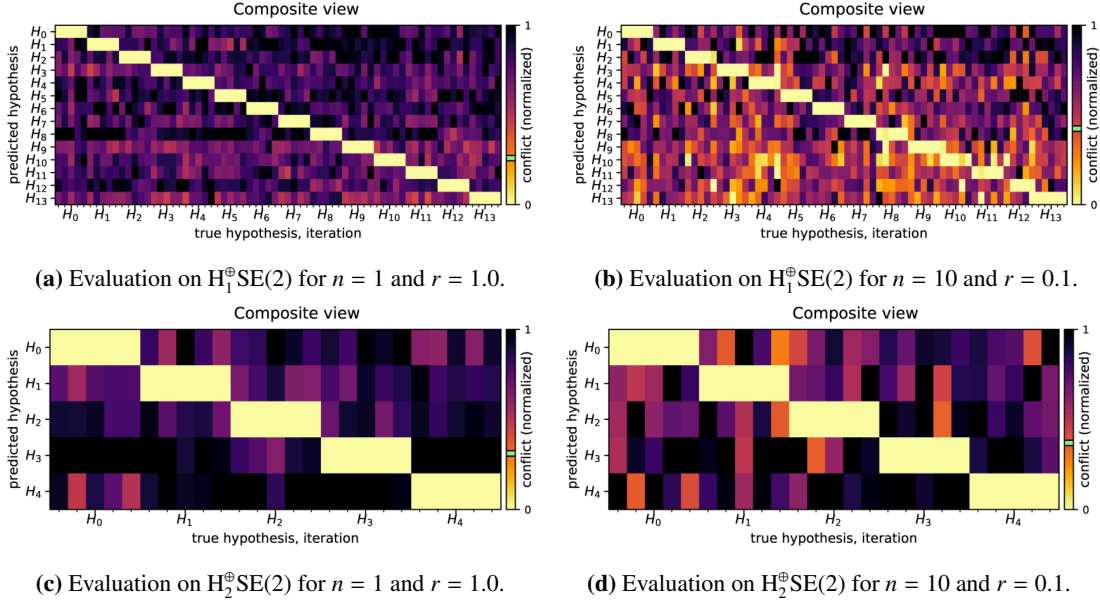 Composite view
H0
H1
H2
H3
H4
H5
H6
H7
H8
H9
H10
H11
H12
H13
predicted hypothesis
H0 H1 H2 H3 H4 H5 H6 H7 H8 H9 H10 H11 H12 H13
true hypothesis, iteration
1
0
conflict (normalized)
(a) Evaluation on H₁⊕SE(2) for n = 1 and r = 1.0.
Composite view
H0
H1
H2
H3
H4
H5
H6
H7
H8
H9
H10
H11
H12
H13
predicted hypothesis
H0 H1 H2 H3 H4 H5 H6 H7 H8 H9 H10 H11 H12 H13
true hypothesis, iteration
1
0
conflict (normalized)
(b) Evaluation on H₁⊕SE(2) for n = 10 and r = 0.1.
Composite view
H0
H1
H2
H3
H4
predicted hypothesis
H0 H1 H2 H3 H4
true hypothesis, iteration
1
0
conflict (normalized)
(c) Evaluation on H₂⊕SE(2) for n = 1 and r = 1.0.
Composite view
H0
H1
H2
H3
H4
predicted hypothesis
H0 H1 H2 H3 H4
true hypothesis, iteration
1
0
conflict (normalized)
(d) Evaluation on H₂⊕SE(2) for n = 10 and r = 0.1.